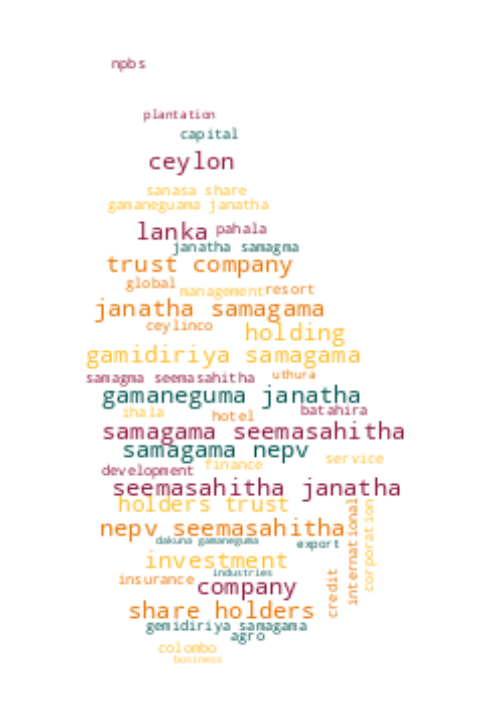 npbs
plantation
capital
ceylon
sanasa share
gamaneguama janatha
lanka pahala
janatha samagma
trust company
global management resort
janatha samagama
ceylinco holding
gamidiriya samagama
samagma seemasahitha uthura
gamaneguma janatha
ihala hotel batahira
samagama seemasahitha
samagama nepv
development finance service
seemasahitha janatha
holders trust
nepv seemasahitha
international
corporation
dakuna gamaneguma export
investment
industries
insurance company
credit
share holders
gemidiriya samagama
agro
colombo
business